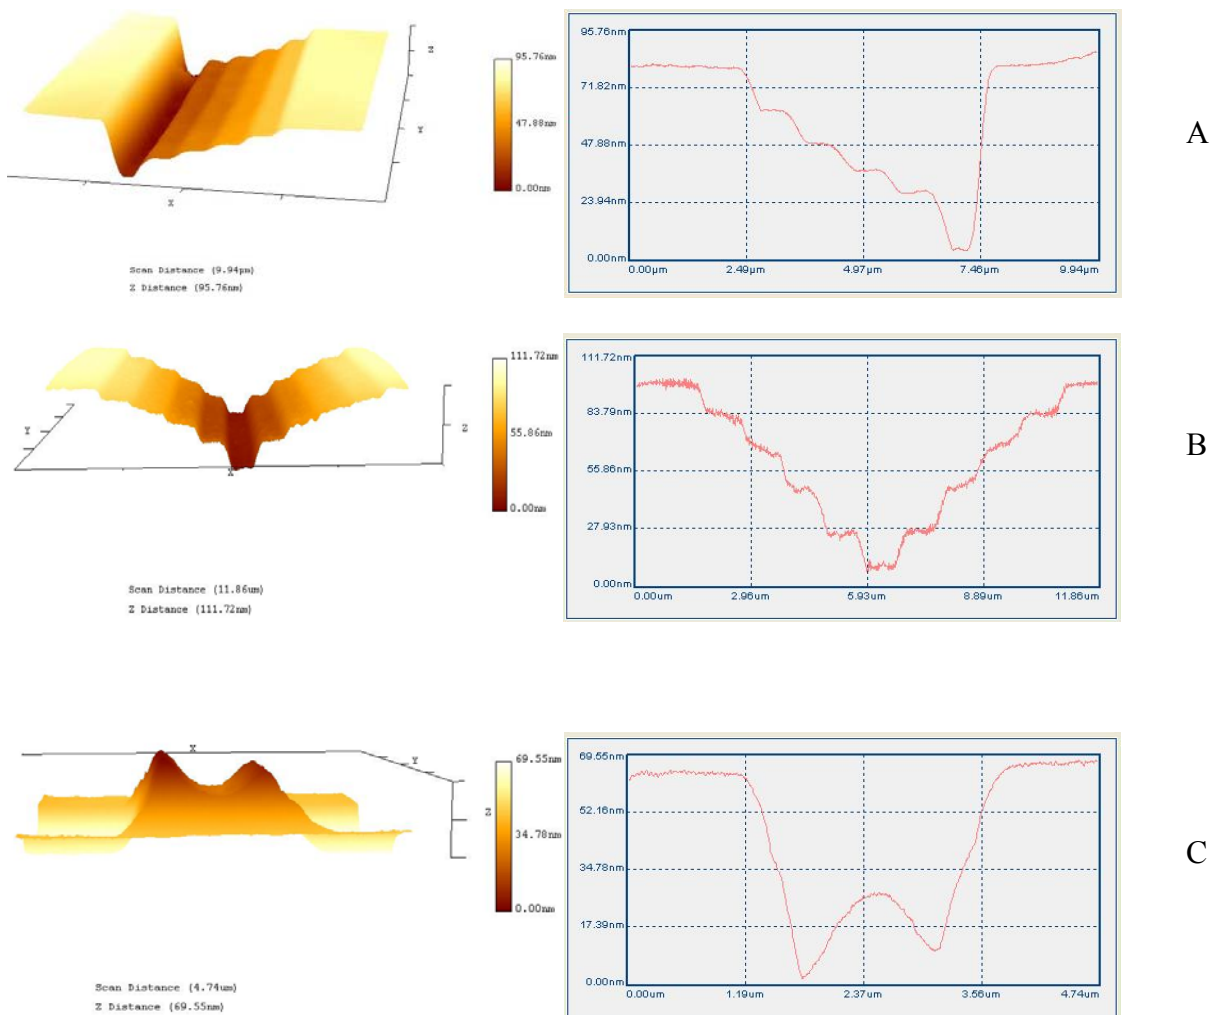 95.76nm
47.88nm
0.00nm
Z
Y
X
Scan Distance (9.94µm)
Z Distance (95.76nm)
95.76nm
71.82nm
47.88nm
23.94nm
0.00nm
0.00µm 2.49µm 4.97µm 7.46µm 9.94µm
A
111.72nm
55.86nm
0.00nm
Y
Z
X
Scan Distance (11.86um)
Z Distance (111.72nm)
111.72nm
83.79nm
55.86nm
27.93nm
0.00nm
0.00um 2.96um 5.93um 8.89um 11.86um
B
X
Y
Z
69.55nm
34.78nm
0.00nm
Scan Distance (4.74um)
Z Distance (69.55nm)
69.55nm
52.16nm
34.78nm
17.39nm
0.00nm
0.00um 1.19um 2.37um 3.56um 4.74um
C